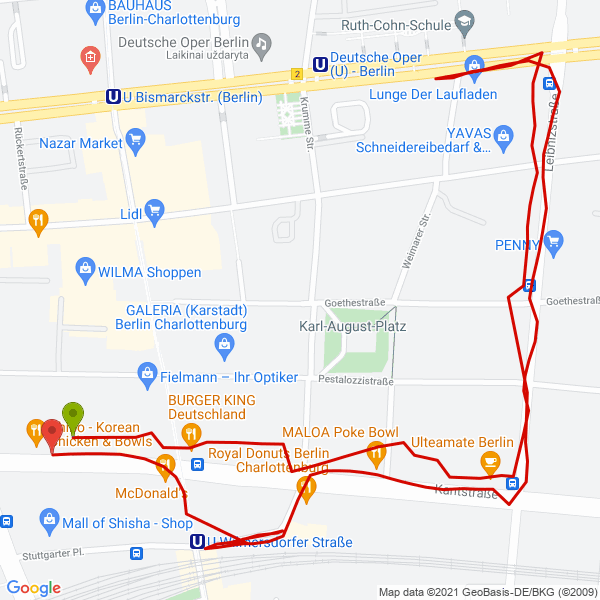 BAUHAUS
Berlin-Charlottenburg
Ruth-Cohn-Schule
Deutsche Oper Berlin
Laikinai uždaryta
Deutsche Oper
(U) - Berlin
2
U Bismarckstr. (Berlin)
Lunge Der Laufladen
Krumme Str.
Leibnizstraße
Rückertstraße
Nazar Market
YAVAS
Schneidereibedarf &...
Lidl
Weimarer Str.
PENNY
WILMA Shoppen
Goethestraße
Goethestraß
GALERIA (Karstadt)
Berlin Charlottenburg
Karl-August-Platz
Fielmann – Ihr Optiker
Pestalozzistraße
BURGER KING
Deutschland
- Korean
Chicken & Bowls
MALOA Poke Bowl
Ulteamate Berlin
Royal Donuts Berlin
Charlottenburg
McDonald's
Kantstraße
Mall of Shisha - Shop
U Wilmersdorfer Straße
Stuttgarter Pl.
Google
Map data ©2021 GeoBasis-DE/BKG (©2009)